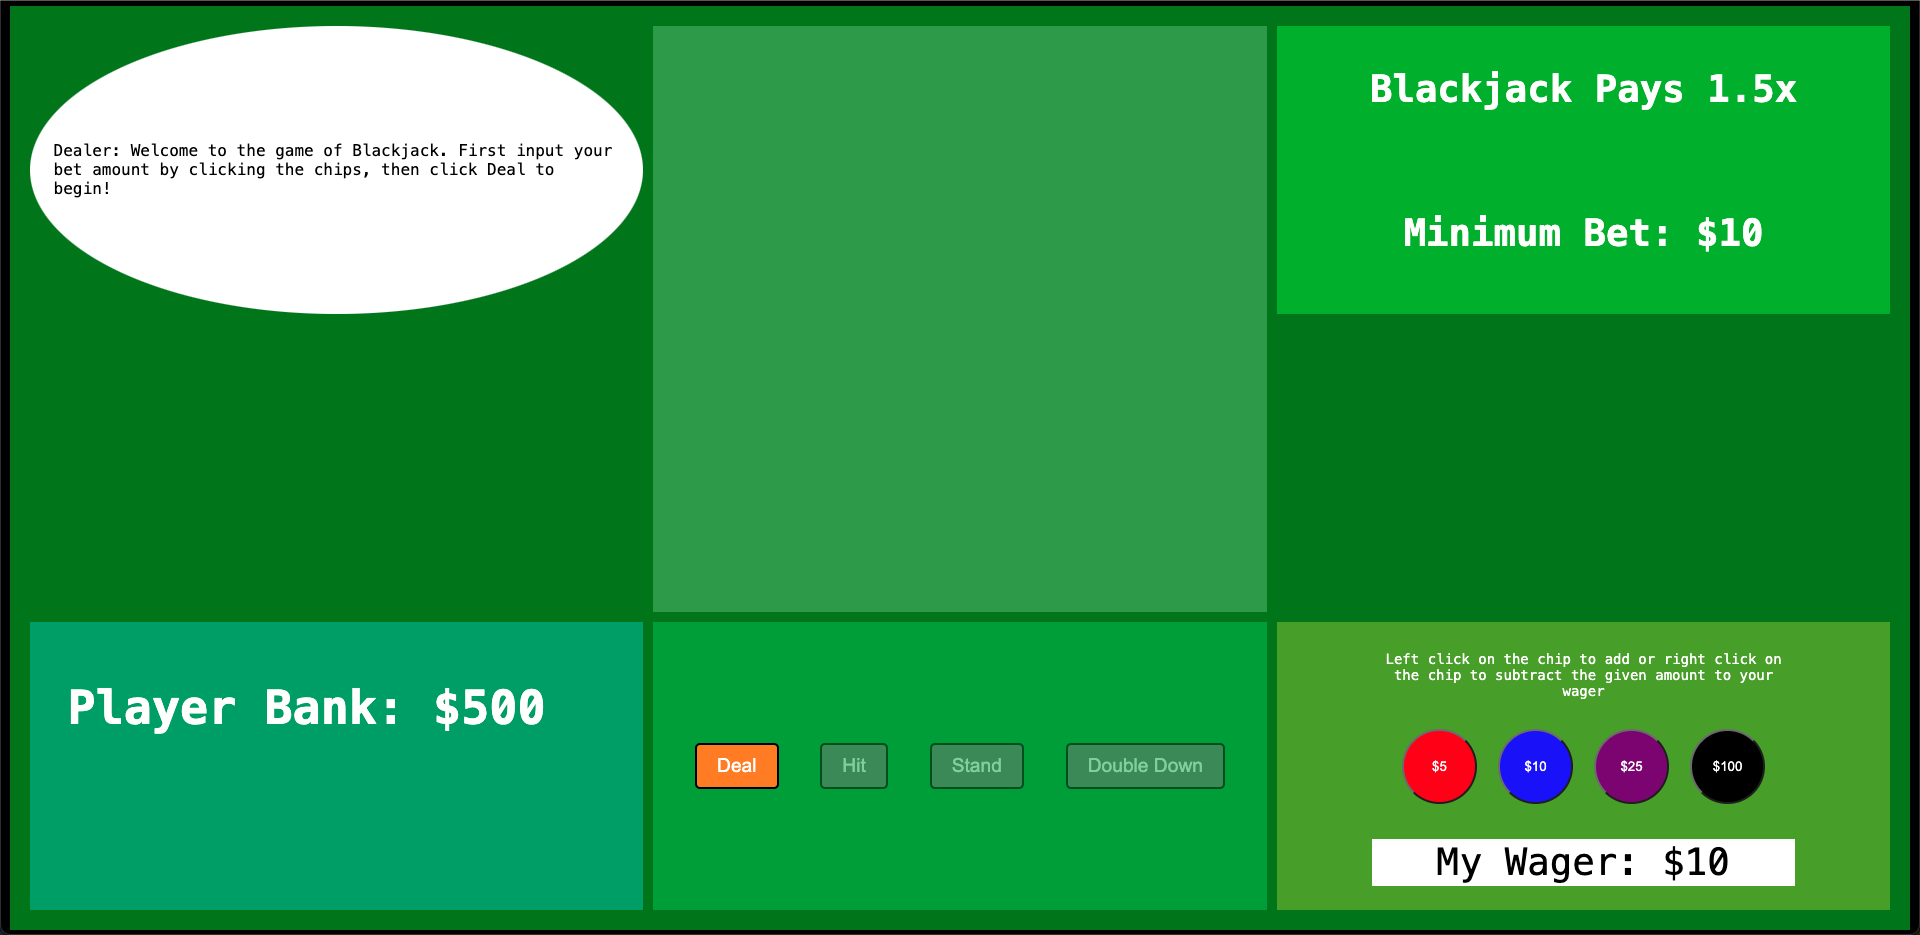 Dealer: Welcome to the game of Blackjack. First input your
bet amount by clicking the chips, then click Deal to
begin!
Blackjack Pays 1.5x
Minimum Bet: $10
Player Bank: $500
Deal
Hit
Stand
Double Down
Left click on the chip to add or right click on
the chip to subtract the given amount to your
wager
$5
$10
$25
$100
My Wager: $10